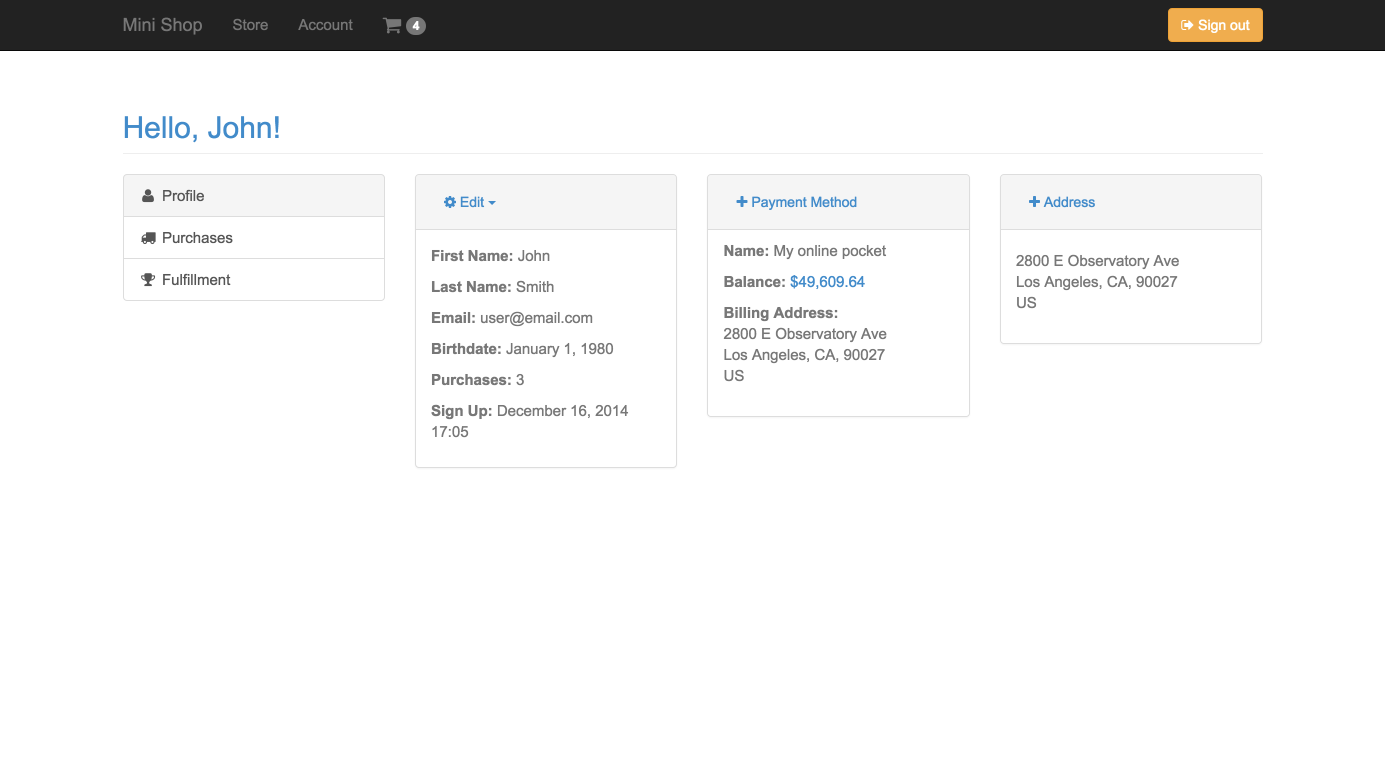 Mini Shop Store Account 4 Sign out
Hello, John!
Profile
Purchases
Fulfillment
Edit
First Name: John
Last Name: Smith
Email: user@email.com
Birthdate: January 1, 1980
Purchases: 3
Sign Up: December 16, 2014
17:05
Payment Method
Name: My online pocket
Balance: $49,609.64
Billing Address:
2800 E Observatory Ave
Los Angeles, CA, 90027
US
Address
2800 E Observatory Ave
Los Angeles, CA, 90027
US